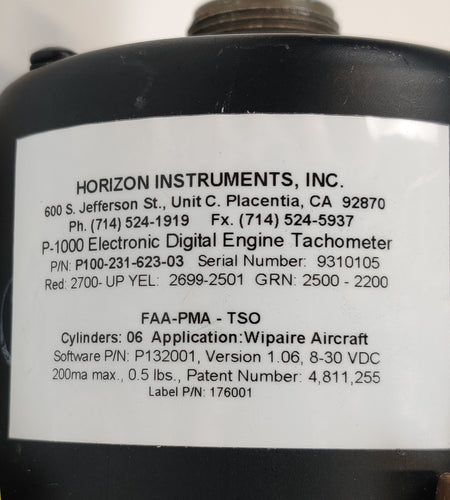 HORIZON INSTRUMENTS, INC.
600 S. Jefferson St., Unit C. Placentia, CA 92870
Ph. (714) 524-1919 Fx. (714) 524-5937
P-1000 Electronic Digital Engine Tachometer
P/N: P100-231-623-03 Serial Number: 9310105
Red: 2700- UP YEL: 2699-2501 GRN: 2500 - 2200
FAA-PMA - TSO
Cylinders: 06 Application:Wipaire Aircraft
Software P/N: P132001, Version 1.06, 8-30 VDC
200ma max., 0.5 lbs., Patent Number: 4,811,255
Label P/N: 176001